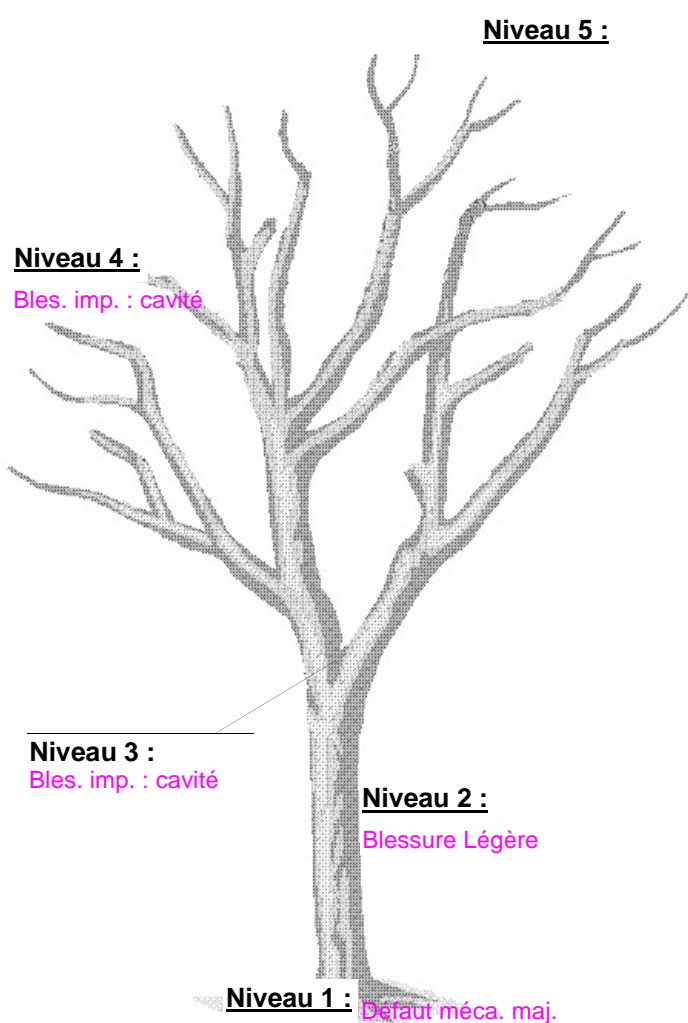 Niveau 5 :
Niveau 4 :
Bles. imp. : cavité
Niveau 3 :
Bles. imp. : cavité
Niveau 2 :
Blessure Légère
Niveau 1 : Défaut méca. maj.